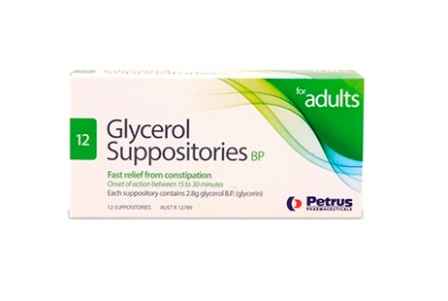 for adults
12
Glycerol
Suppositories BP
Fast relief from constipation
Onset of action between 15 to 30 minutes
Each suppository contains 2.8g glycerol B.P. (glycerin)
12 SUPPOSITORIES AUST R 12789
Petrus
PHARMACEUTICALS